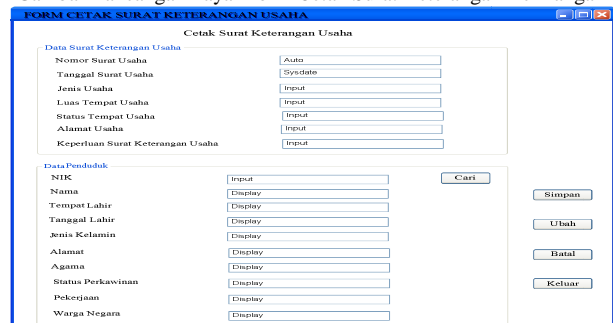 FORM CETAK SURAT KETERANGAN USAHA
Cetak Surat Keterangan Usaha
Data Surat Keterangan Usaha
Nomor Surat Usaha Auto
Tanggal Surat Usaha Sysdate
Jenis Usaha Input
Luas Tempat Usaha Input
Status Tempat Usaha Input
Alamat Usaha Input
Keperluan Surat Keterangan Usaha Input
Data Penduduk
NIK Input Cari
Nama Display
Tempat Lahir Display
Tanggal Lahir Display
Jenis Kelamin Display
Alamat Display
Agama Display
Status Perkawinan Display
Pekerjaan Display
Warga Negara Display
Simpan
Ubah
Batal
Keluar